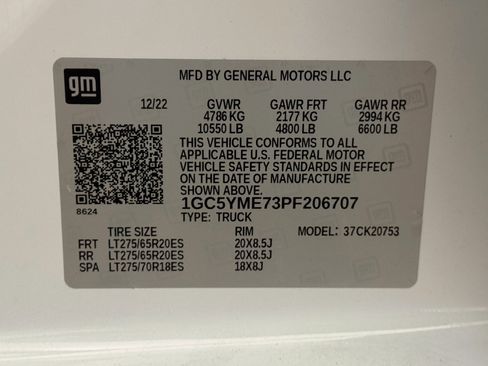 gm
MFD BY GENERAL MOTORS LLC
12/22 GVWR GAWR FRT GAWR RR
4786 KG 2177 KG 2994 KG
10550 LB 4800 LB 6600 LB
THIS VEHICLE CONFORMS TO ALL
APPLICABLE U.S. FEDERAL MOTOR
VEHICLE SAFETY STANDARDS IN EFFECT
ON THE DATE OF MANUFACTURE
SHOWN ABOVE.
8624
1GC5YME73PF206707
TYPE: TRUCK
TIRE SIZE RIM MODEL: 37CK20753
FRT LT275/65R20ES 20X8.5J
RR LT275/65R20ES 20X8.5J
SPA LT275/70R18ES 18X8J